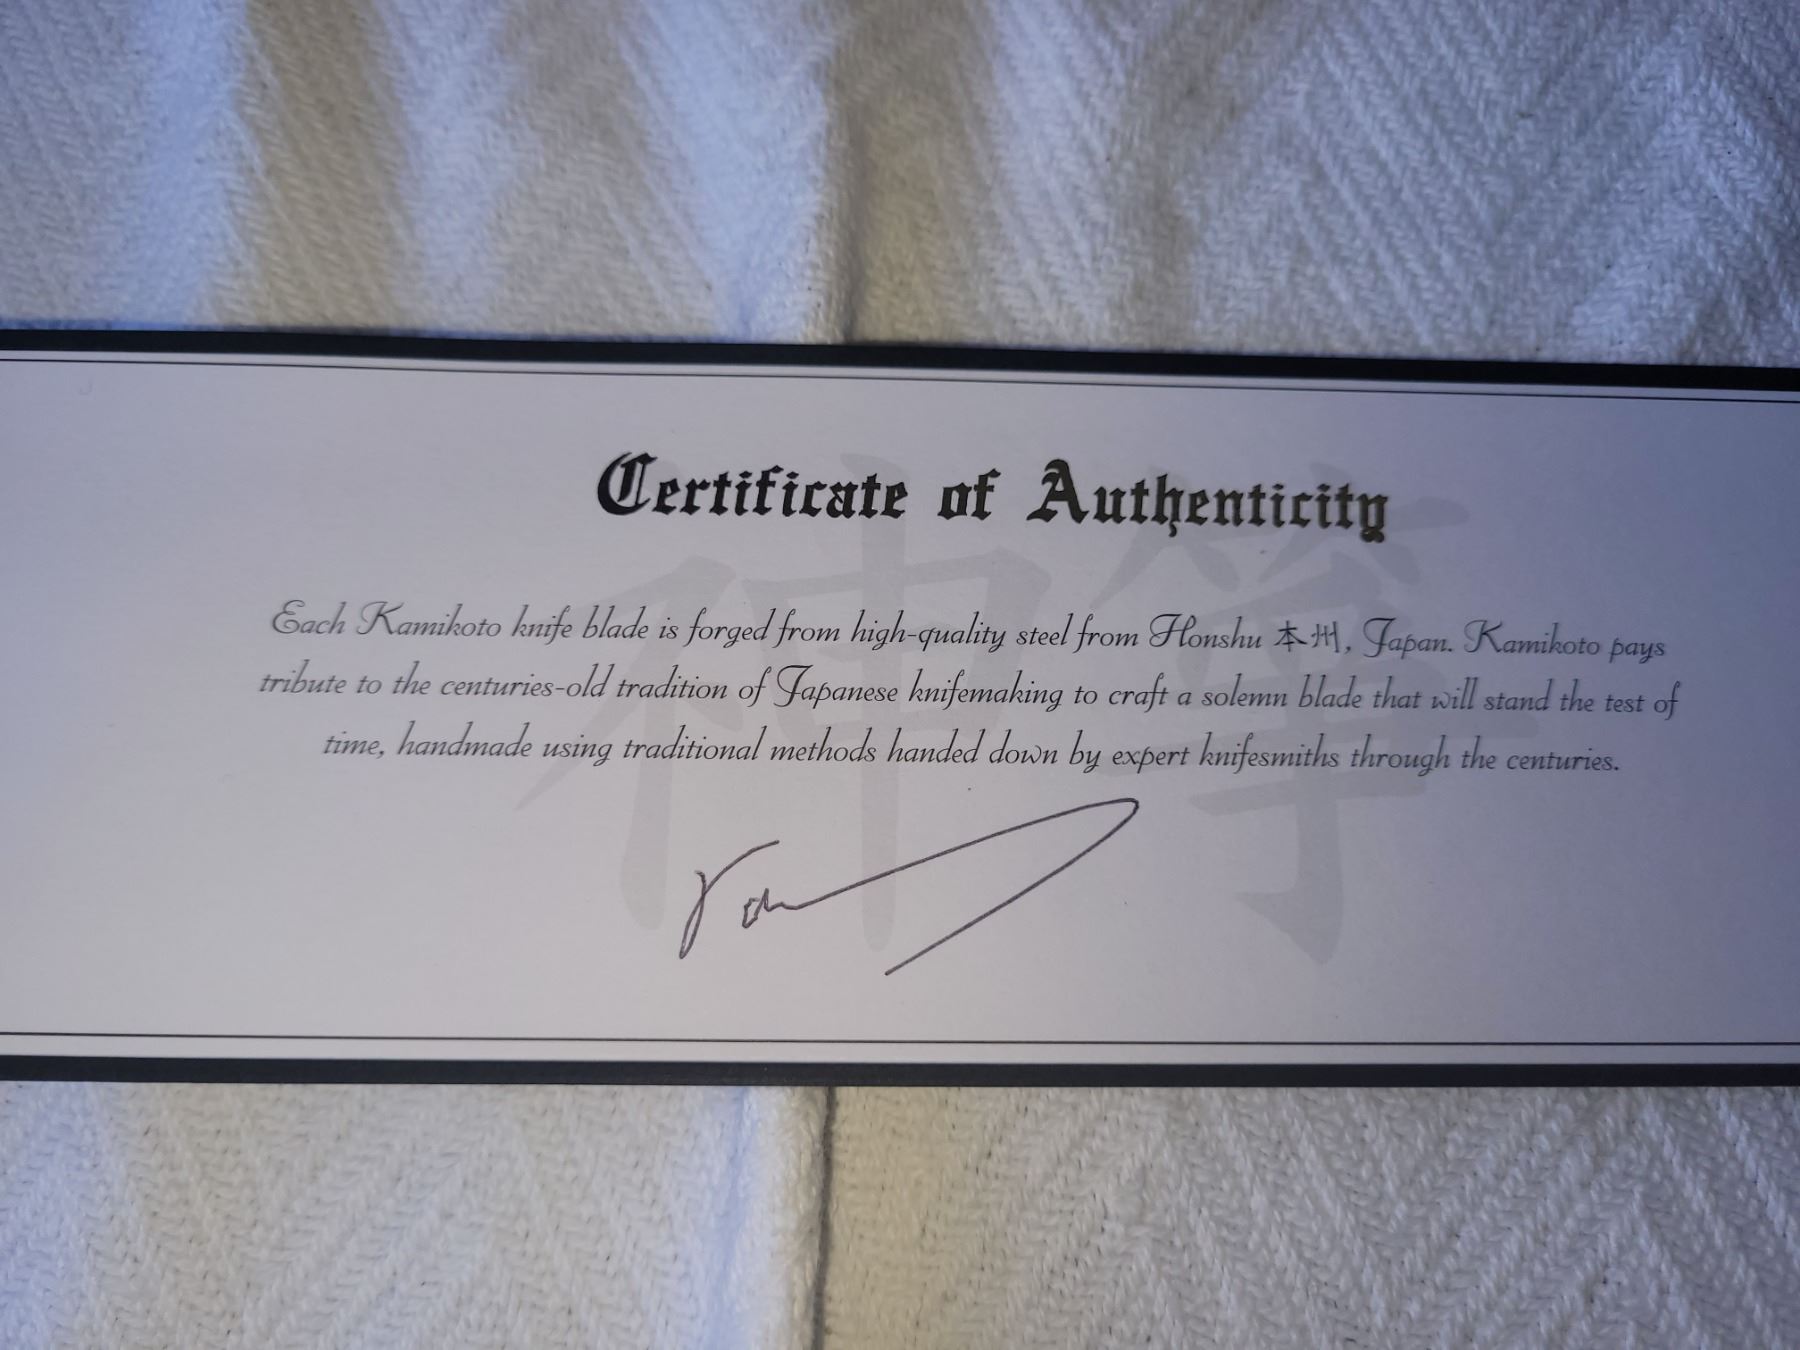 Certificate of Authenticity
Each Kamikoto knife blade is forged from high-quality steel from Honshu 本州, Japan. Kamikoto pays
tribute to the centuries-old tradition of Japanese knifemaking to craft a solemn blade that will stand the test of
time, handmade using traditional methods handed down by expert knifesmiths through the centuries.
神箏